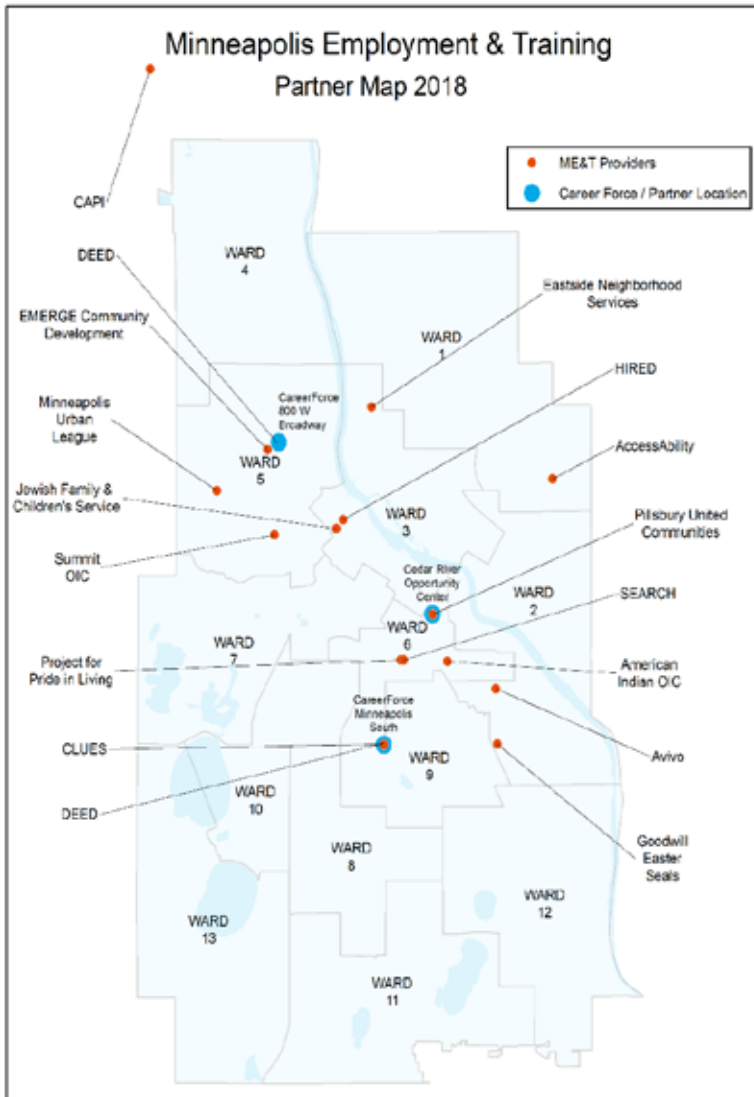 Minneapolis Employment & Training
Partner Map 2018
ME&T Providers
Career Force / Partner Location
CAPI
DEED
EMERGE Community
Development
Minneapolis
Urban
League
Jewish Family &
Children's Service
Summit
OIC
Project for
Pride in Living
CLUES
DEED
WARD
4
WARD
1
CareerForce
800 W
Broadway
WARD
5
WARD
3
Cedar River
Opportunity
Center
WARD
2
WARD
6
WARD
7
CareerForce
Minneapolis
South
WARD
9
WARD
10
WARD
8
WARD
12
WARD
13
WARD
11
Eastside Neighborhood
Services
HIRED
AccessAbility
Pillsbury United
Communities
SEARCH
American
Indian OIC
Avivo
Goodwill
Easter
Seals